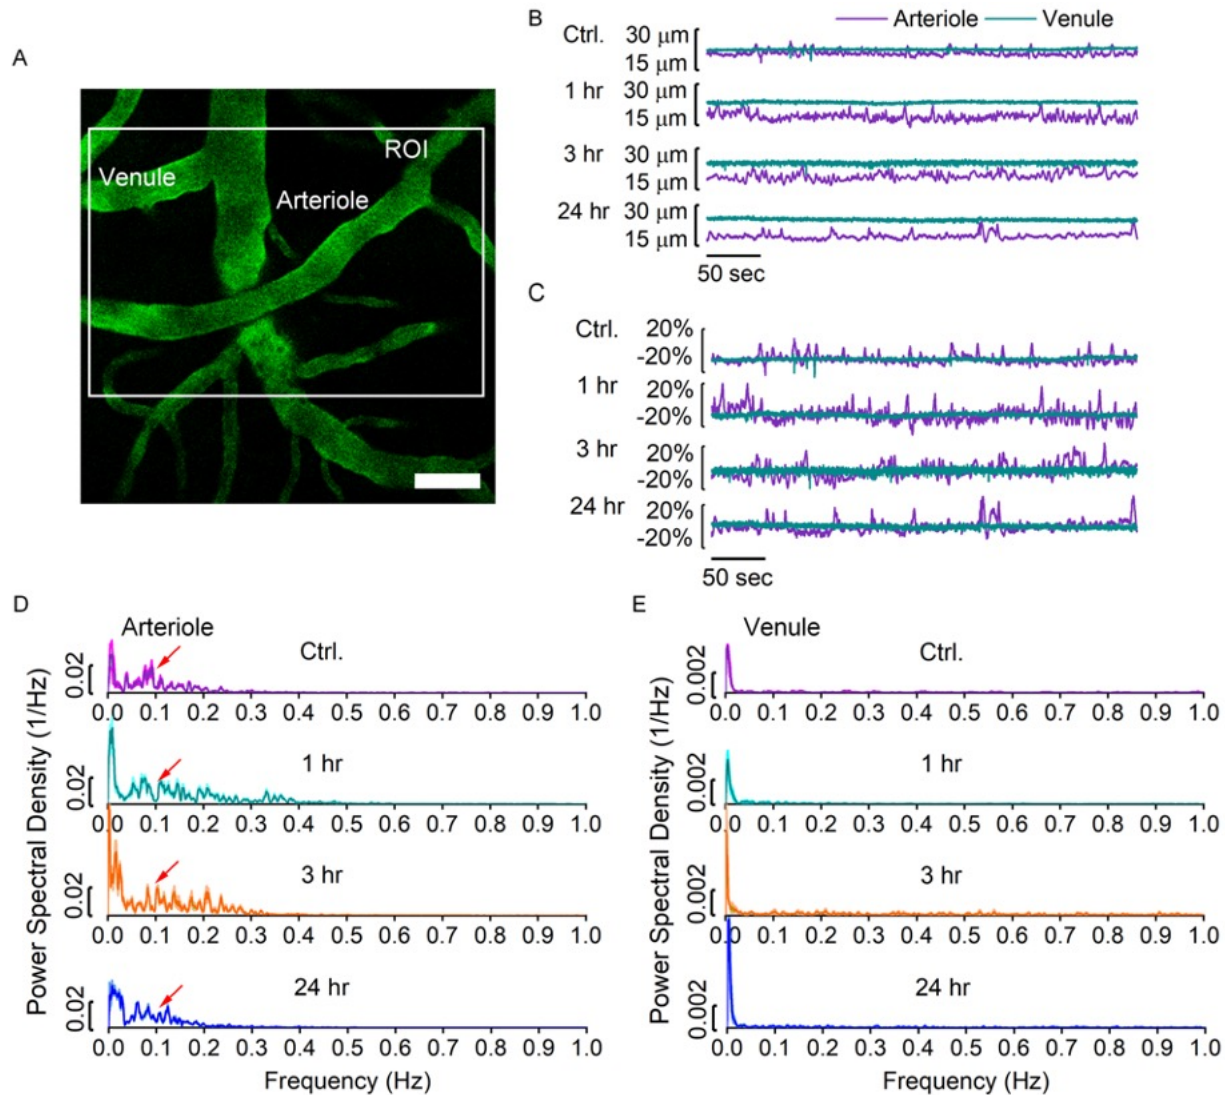 A
Venule
ROI
Arteriole
B
Arteriole Venule
Ctrl. 30 μm
15 μm
1 hr 30 μm
15 μm
3 hr 30 μm
15 μm
24 hr 30 μm
15 μm
50 sec
C
Ctrl. 20%
-20%
1 hr 20%
-20%
3 hr 20%
-20%
24 hr 20%
-20%
50 sec
D
Arteriole
Power Spectral Density (1/Hz)
Ctrl.
0.02
0.0 0.1 0.2 0.3 0.4 0.5 0.6 0.7 0.8 0.9 1.0
1 hr
0.02
0.0 0.1 0.2 0.3 0.4 0.5 0.6 0.7 0.8 0.9 1.0
3 hr
0.02
0.0 0.1 0.2 0.3 0.4 0.5 0.6 0.7 0.8 0.9 1.0
24 hr
0.02
0.0 0.1 0.2 0.3 0.4 0.5 0.6 0.7 0.8 0.9 1.0
Frequency (Hz)
E
Venule
Power Spectral Density (1/Hz)
Ctrl.
0.002
0.0 0.1 0.2 0.3 0.4 0.5 0.6 0.7 0.8 0.9 1.0
1 hr
0.002
0.0 0.1 0.2 0.3 0.4 0.5 0.6 0.7 0.8 0.9 1.0
3 hr
0.002
0.0 0.1 0.2 0.3 0.4 0.5 0.6 0.7 0.8 0.9 1.0
24 hr
0.002
0.0 0.1 0.2 0.3 0.4 0.5 0.6 0.7 0.8 0.9 1.0
Frequency (Hz)